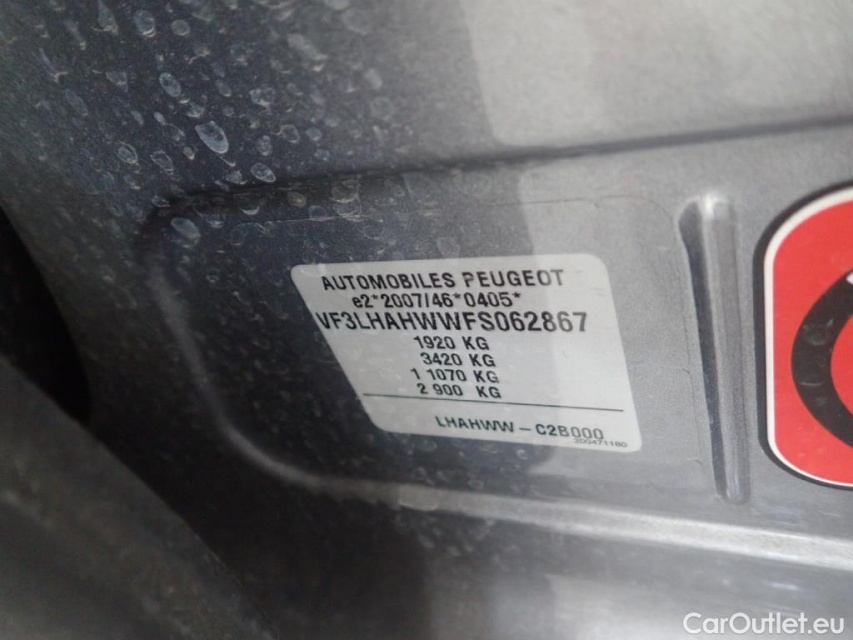 AUTOMOBILES PEUGEOT
e2*2007/46*0405*
VF3LHAHWWFS062867
1920 KG
3420 KG
1 1070 KG
2 900 KG
LHAHWW - C2B000
200471180
CarOutlet.eu